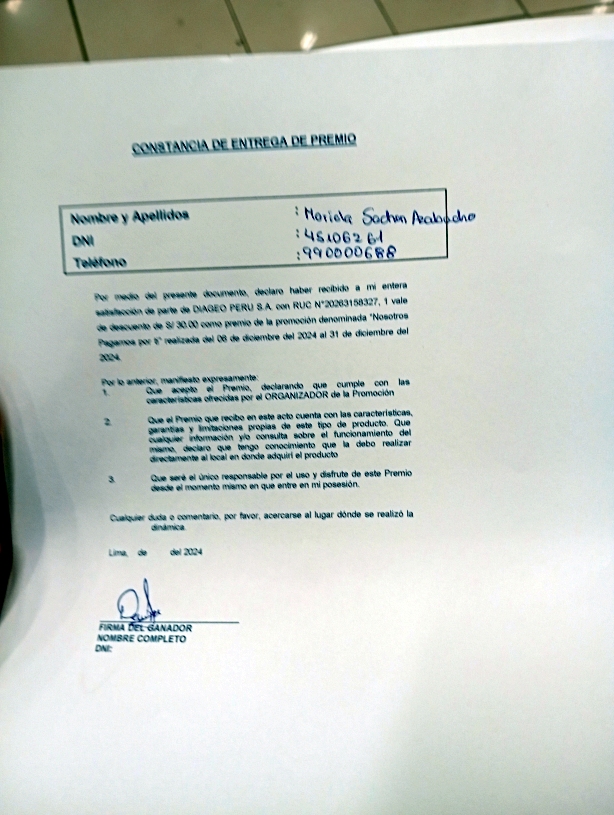 CONSTANCIA DE ENTREGA DE PREMIO
Nombre y Apellidos : Mariela Sachun
DNI : 45106261
Teléfono : 990000688
Por medio del presente documento, declaro haber recibido a mi entera
satisfacción de parte de DIAGEO PERU S.A. con RUC N°20263158327, 1 vale
de descuento de S/ 30.00 como premio de la promoción denominada "Nosotros
Pagamos por ti" realizada del 06 de diciembre del 2024 al 31 de diciembre del
2024.
Por lo anterior, manifiesto expresamente:
1. Que acepto el Premio, declarando que cumple con las
características ofrecidas por el ORGANIZADOR de la Promoción
2. Que el Premio que recibo en este acto cuenta con las características,
garantías y limitaciones propias de este tipo de producto. Que
cualquier información y/o consulta sobre el funcionamiento del
mismo, declaro que tengo conocimiento que la debo realizar
directamente al local en donde adquirí el producto
3. Que seré el único responsable por el uso y disfrute de este Premio
desde el momento mismo en que entre en mi posesión.
Cualquier duda o comentario, por favor, acercarse al lugar dónde se realizó la
dinámica.
Lima, de del 2024
FIRMA DEL GANADOR
NOMBRE COMPLETO
DNI: